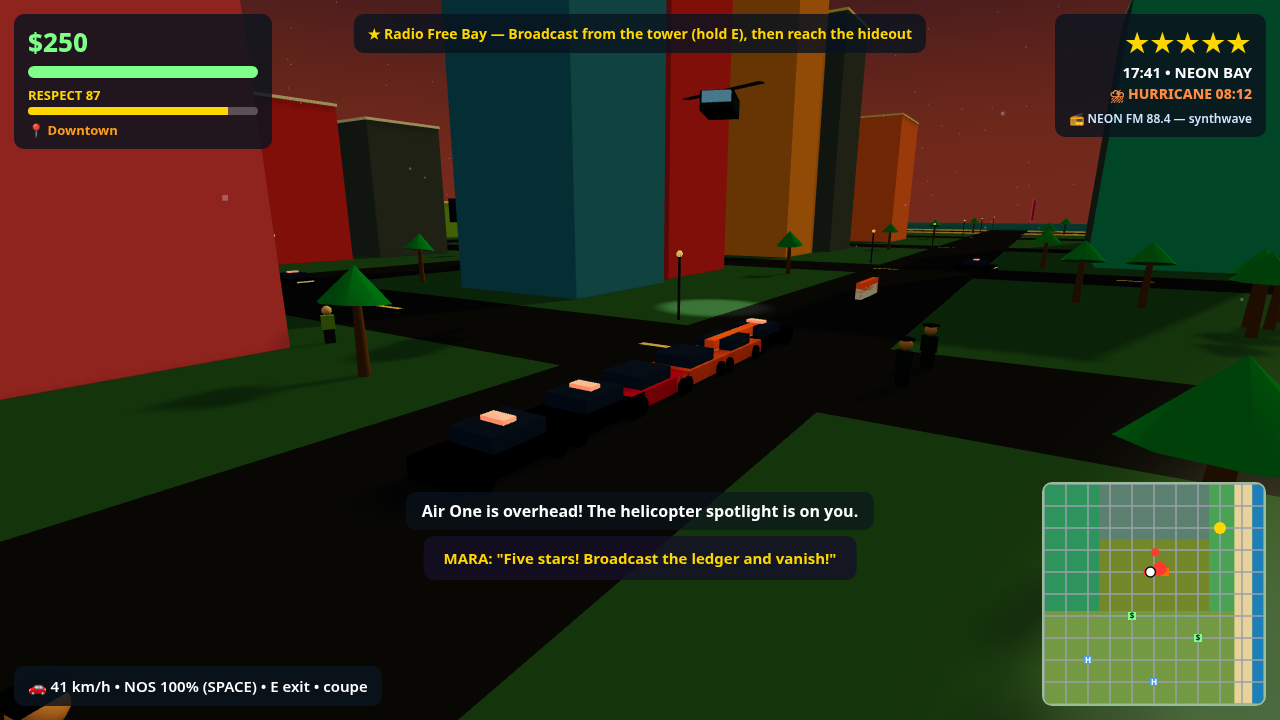 $250
RESPECT 87
📍 Downtown
★ Radio Free Bay — Broadcast from the tower (hold E), then reach the hideout
★★★★★
17:41 • NEON BAY
⛈ HURRICANE 08:12
📻 NEON FM 88.4 — synthwave
Air One is overhead! The helicopter spotlight is on you.
MARA: "Five stars! Broadcast the ledger and vanish!"
🚗 41 km/h • NOS 100% (SPACE) • E exit • coupe
$
$
H
H